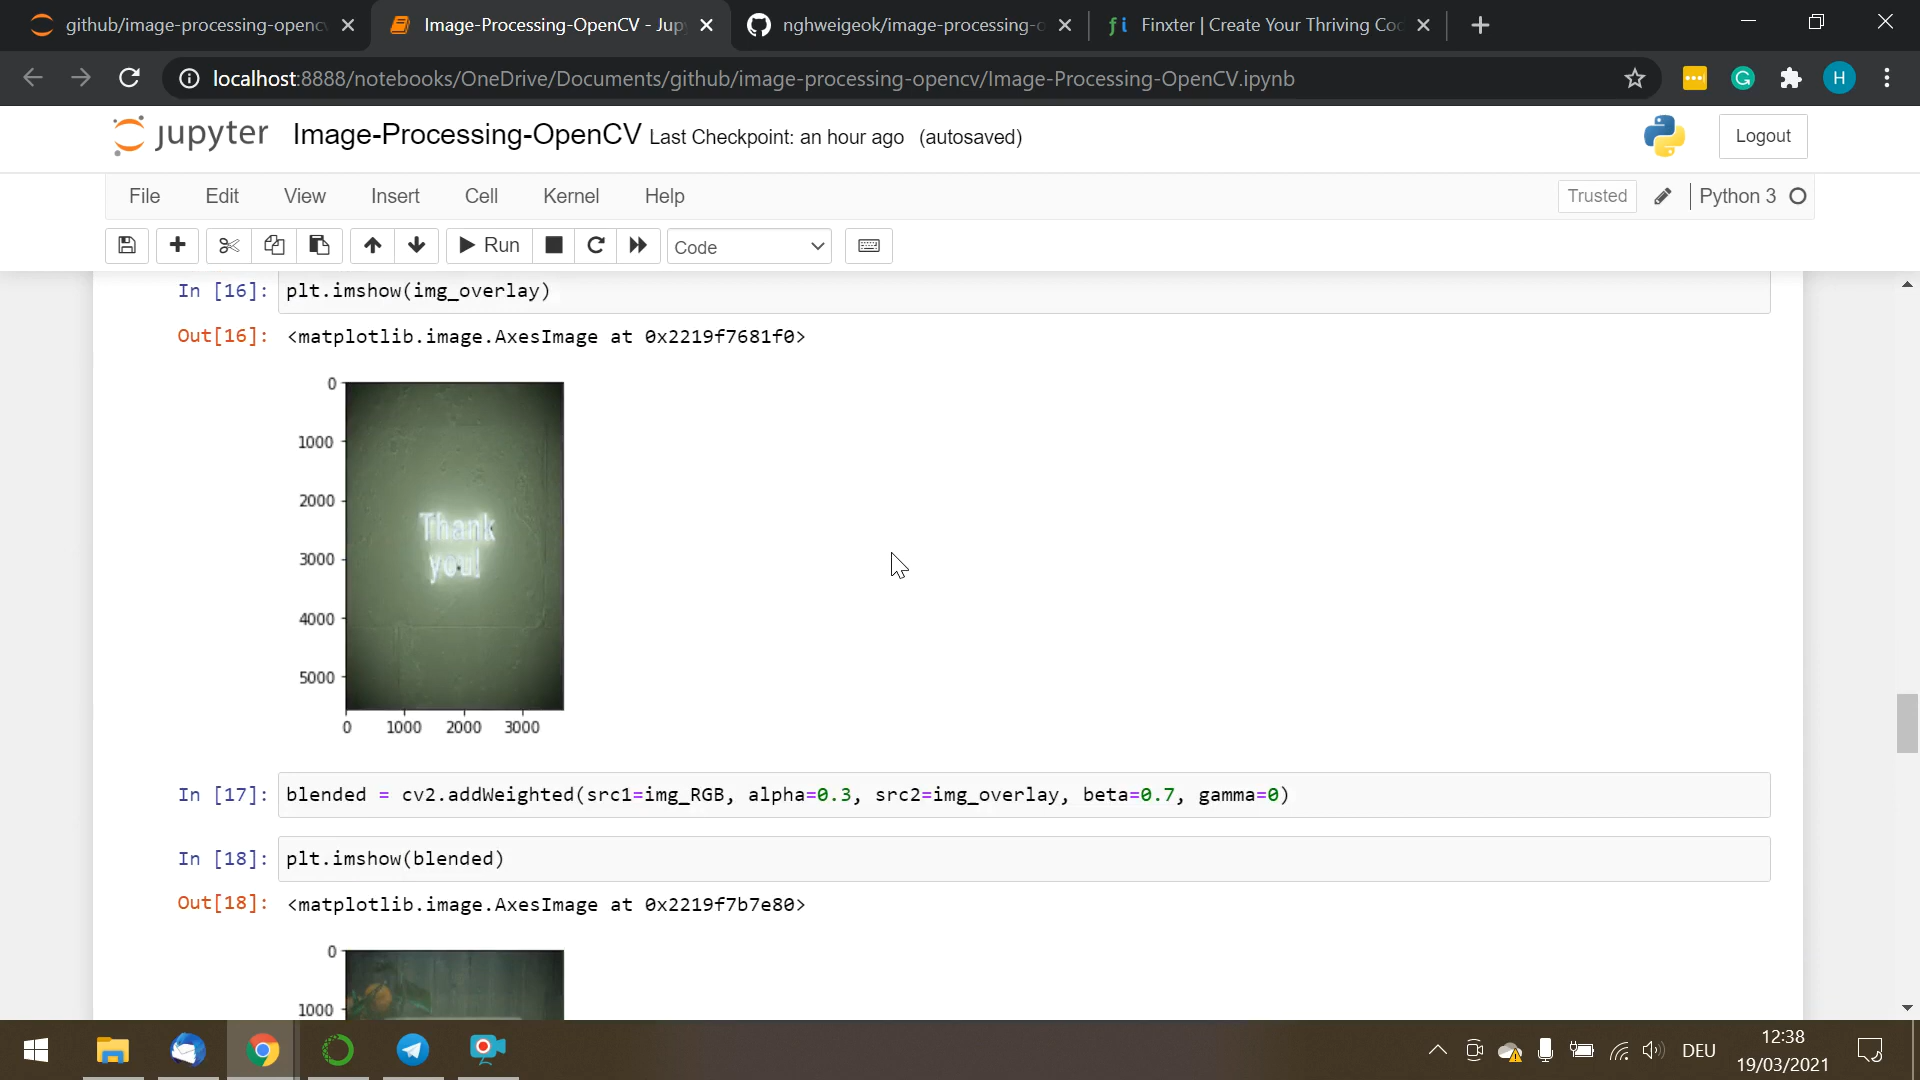 github/image-processing-openc
Image-Processing-OpenCV - Jup
nghweigeok/image-processing-o
Finxter | Create Your Thriving Co
localhost:8888/notebooks/OneDrive/Documents/github/image-processing-opencv/Image-Processing-OpenCV.ipynb
H
jupyter Image-Processing-OpenCV Last Checkpoint: an hour ago (autosaved)
Logout
File Edit View Insert Cell Kernel Help
Trusted Python 3
Run Code
In [16]: plt.imshow(img_overlay)
Out[16]: <matplotlib.image.AxesImage at 0x2219f7681f0>
0
1000
2000
Thank
you!
3000
4000
5000
0 1000 2000 3000
In [17]: blended = cv2.addWeighted(src1=img_RGB, alpha=0.3, src2=img_overlay, beta=0.7, gamma=0)
In [18]: plt.imshow(blended)
Out[18]: <matplotlib.image.AxesImage at 0x2219f7b7e80>
0
1000
DEU
12:38
19/03/2021